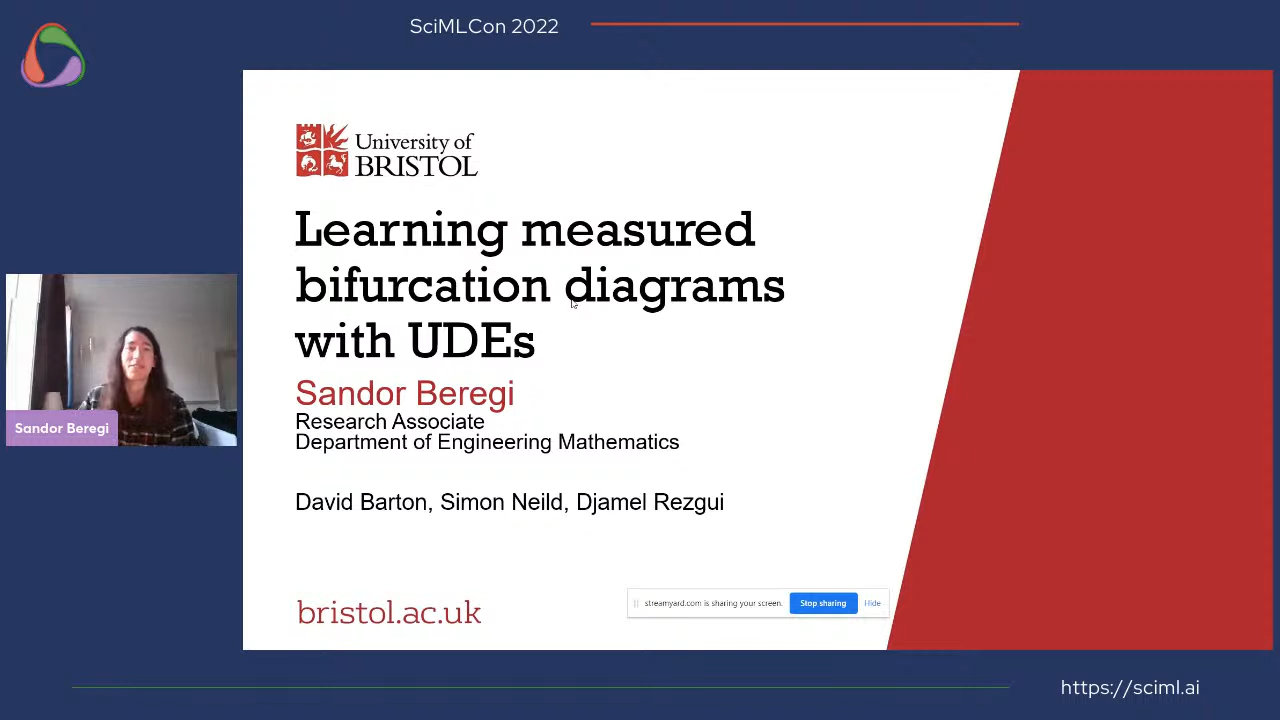 SciMLCon 2022
University of
BRISTOL
Learning measured
bifurcation diagrams
with UDEs
Sandor Beregi
Research Associate
Department of Engineering Mathematics
David Barton, Simon Neild, Djamel Rezgui
Sandor Beregi
bristol.ac.uk
streamyard.com is sharing your screen. Stop sharing Hide
https://sciml.ai